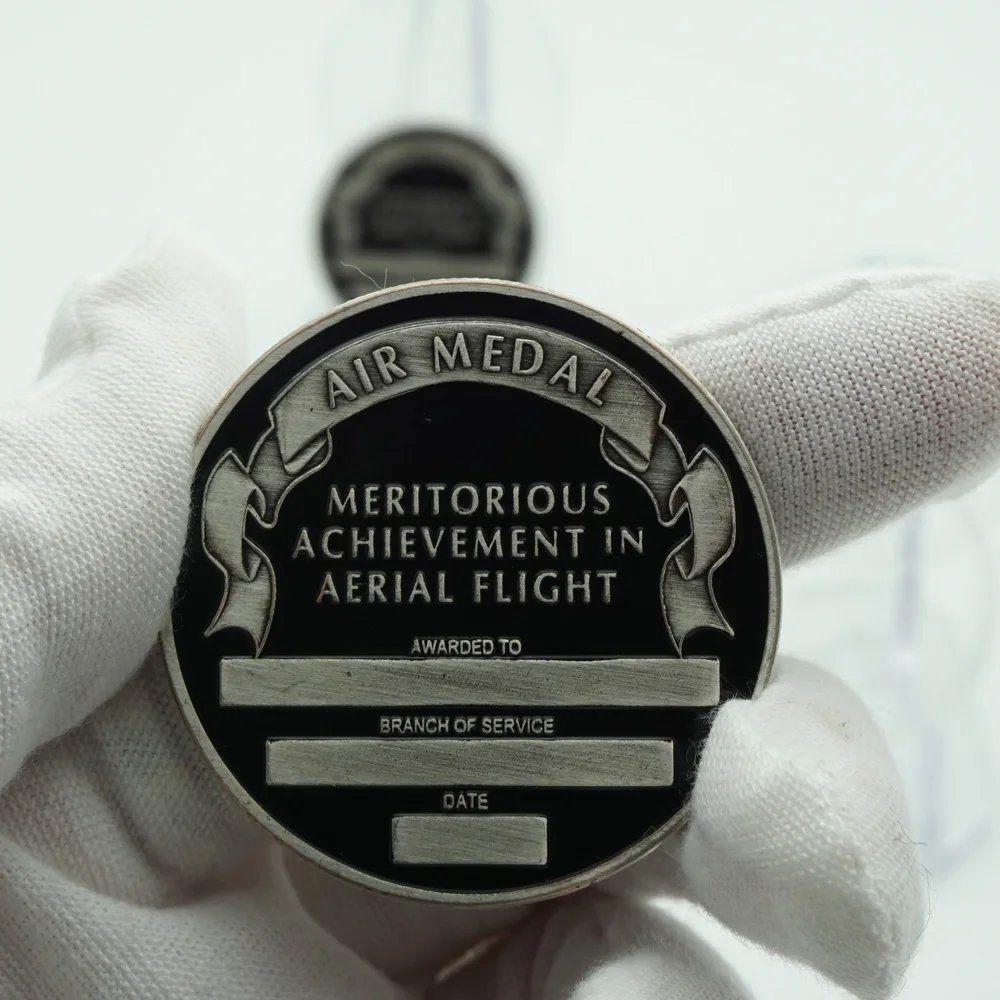 AIR MEDAL
MERITORIOUS
ACHIEVEMENT IN
AERIAL FLIGHT
AWARDED TO
BRANCH OF SERVICE
DATE